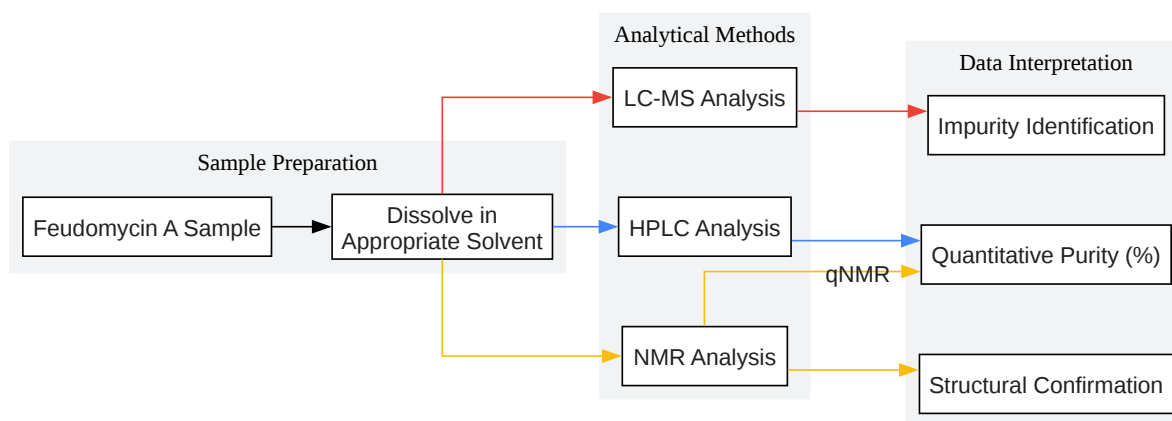 Sample Preparation
Feudomycin A Sample
Dissolve in
Appropriate Solvent
Analytical Methods
LC-MS Analysis
HPLC Analysis
NMR Analysis
qNMR
Data Interpretation
Impurity Identification
Quantitative Purity (%)
Structural Confirmation